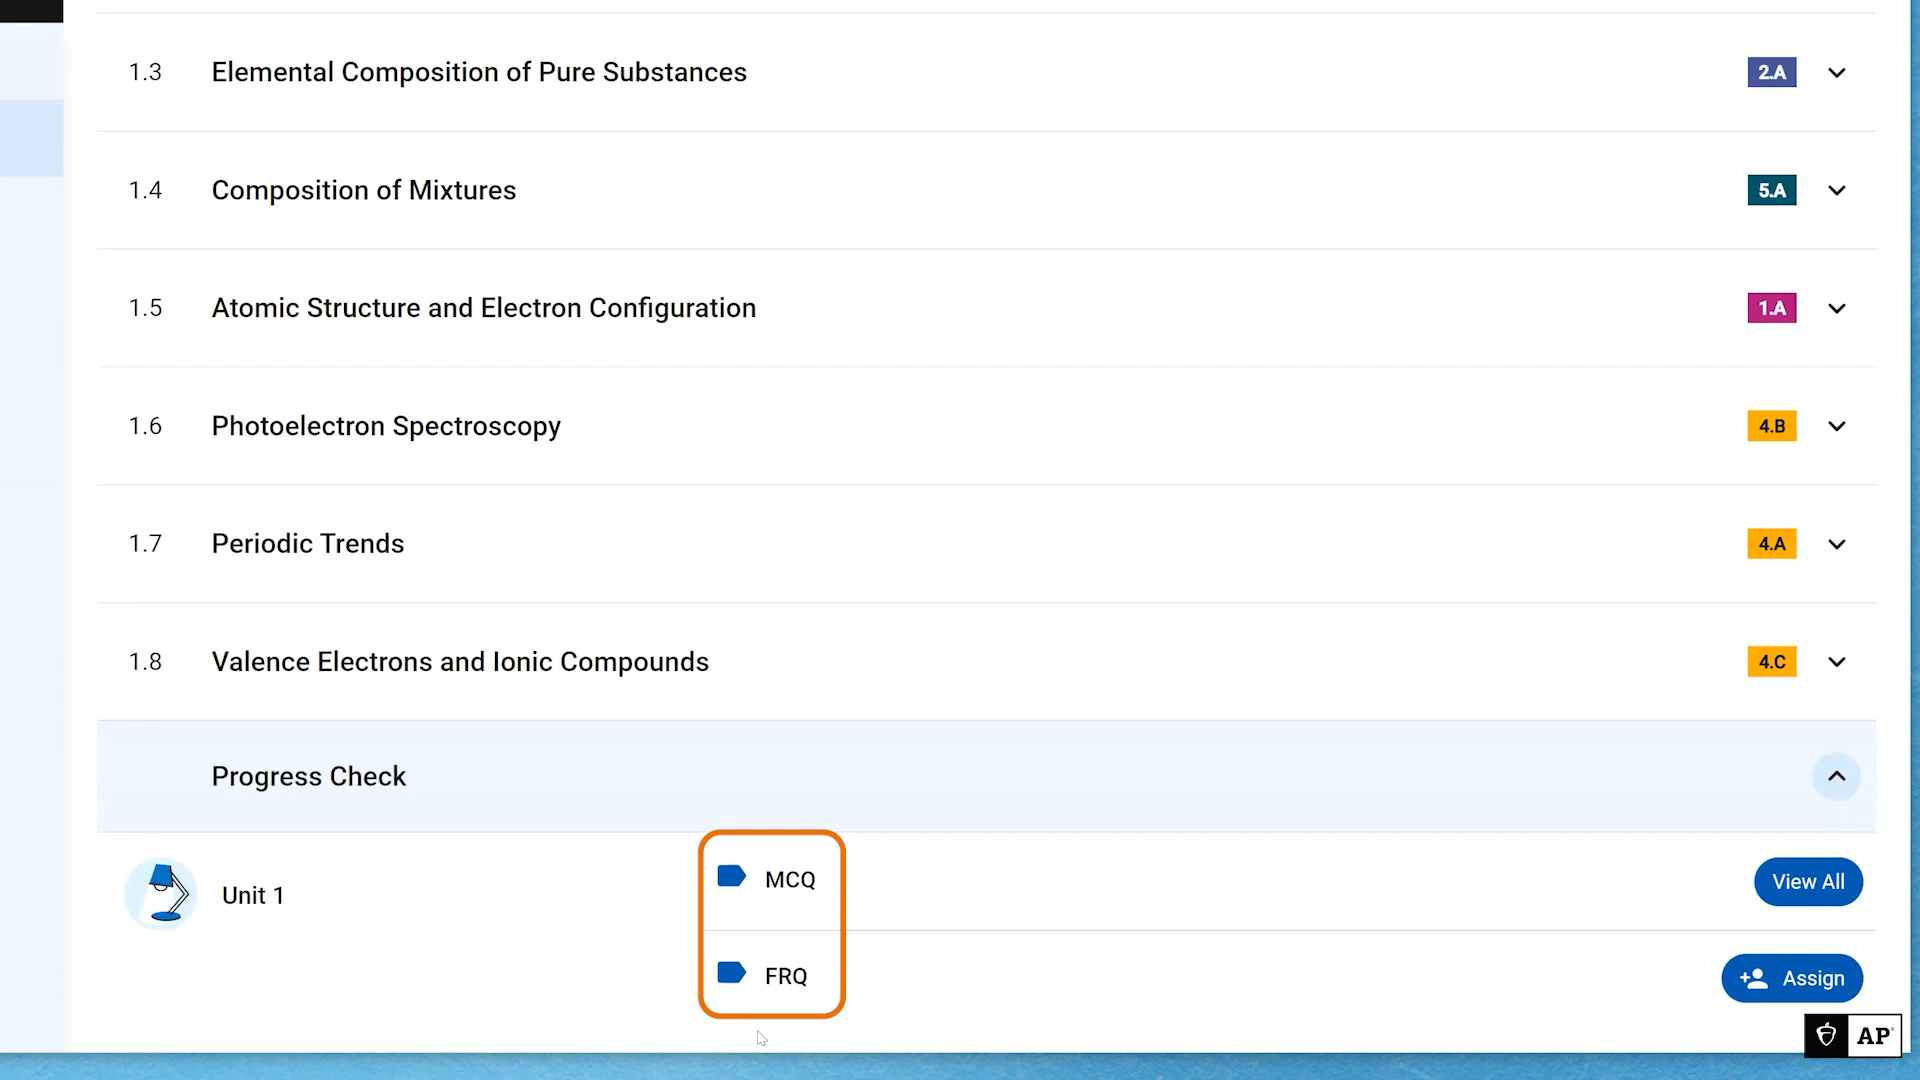 1.3 Elemental Composition of Pure Substances 2.A
1.4 Composition of Mixtures 5.A
1.5 Atomic Structure and Electron Configuration 1.A
1.6 Photoelectron Spectroscopy 4.B
1.7 Periodic Trends 4.A
1.8 Valence Electrons and Ionic Compounds 4.C
Progress Check
Unit 1 MCQ View All
FRQ Assign
AP